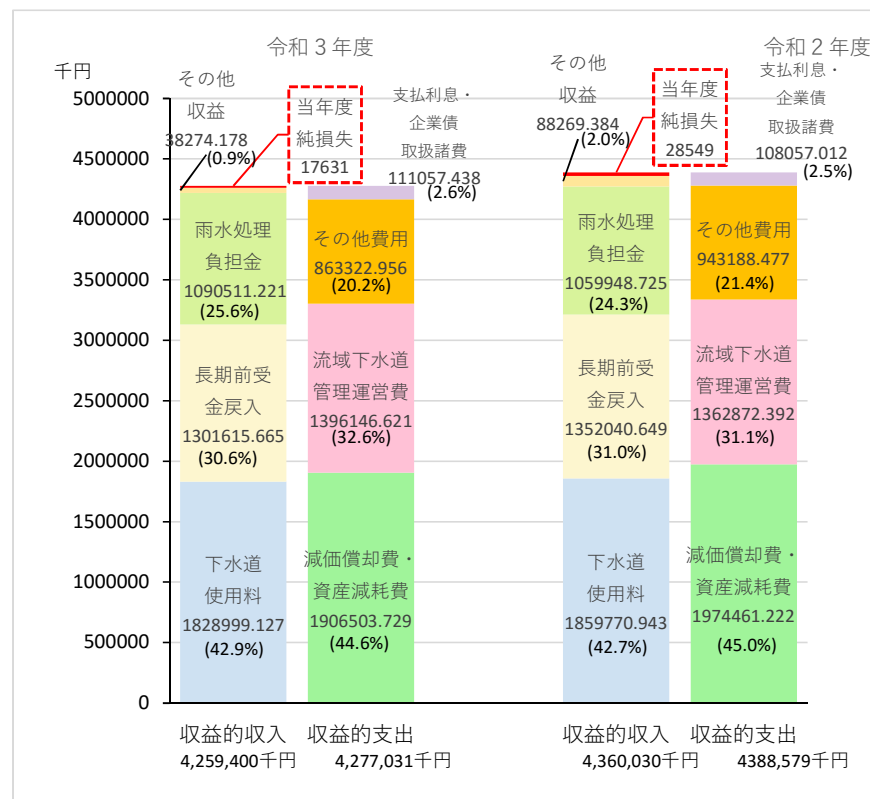 令和3年度
令和2年度
千円
5000000
4500000
4000000
3500000
3000000
2500000
2000000
1500000
1000000
500000
0
その他
収益
38274.178
(0.9%)
当年度
純損失
17631
支払利息・
企業債
取扱諸費
111057.438
(2.6%)
雨水処理
負担金
1090511.221
(25.6%)
長期前受
金戻入
1301615.665
(30.6%)
下水道
使用料
1828999.127
(42.9%)
その他費用
863322.956
(20.2%)
流域下水道
管理運営費
1396146.621
(32.6%)
減価償却費・
資産減耗費
1906503.729
(44.6%)
その他
収益
88269.384
(2.0%)
当年度
純損失
28549
支払利息・
企業債
取扱諸費
108057.012
(2.5%)
雨水処理
負担金
1059948.725
(24.3%)
長期前受
金戻入
1352040.649
(31.0%)
下水道
使用料
1859770.943
(42.7%)
その他費用
943188.477
(21.4%)
流域下水道
管理運営費
1362872.392
(31.1%)
減価償却費・
資産減耗費
1974461.222
(45.0%)
収益的収入
4,259,400千円
収益的支出
4,277,031千円
収益的収入
4,360,030千円
収益的支出
4388,579千円